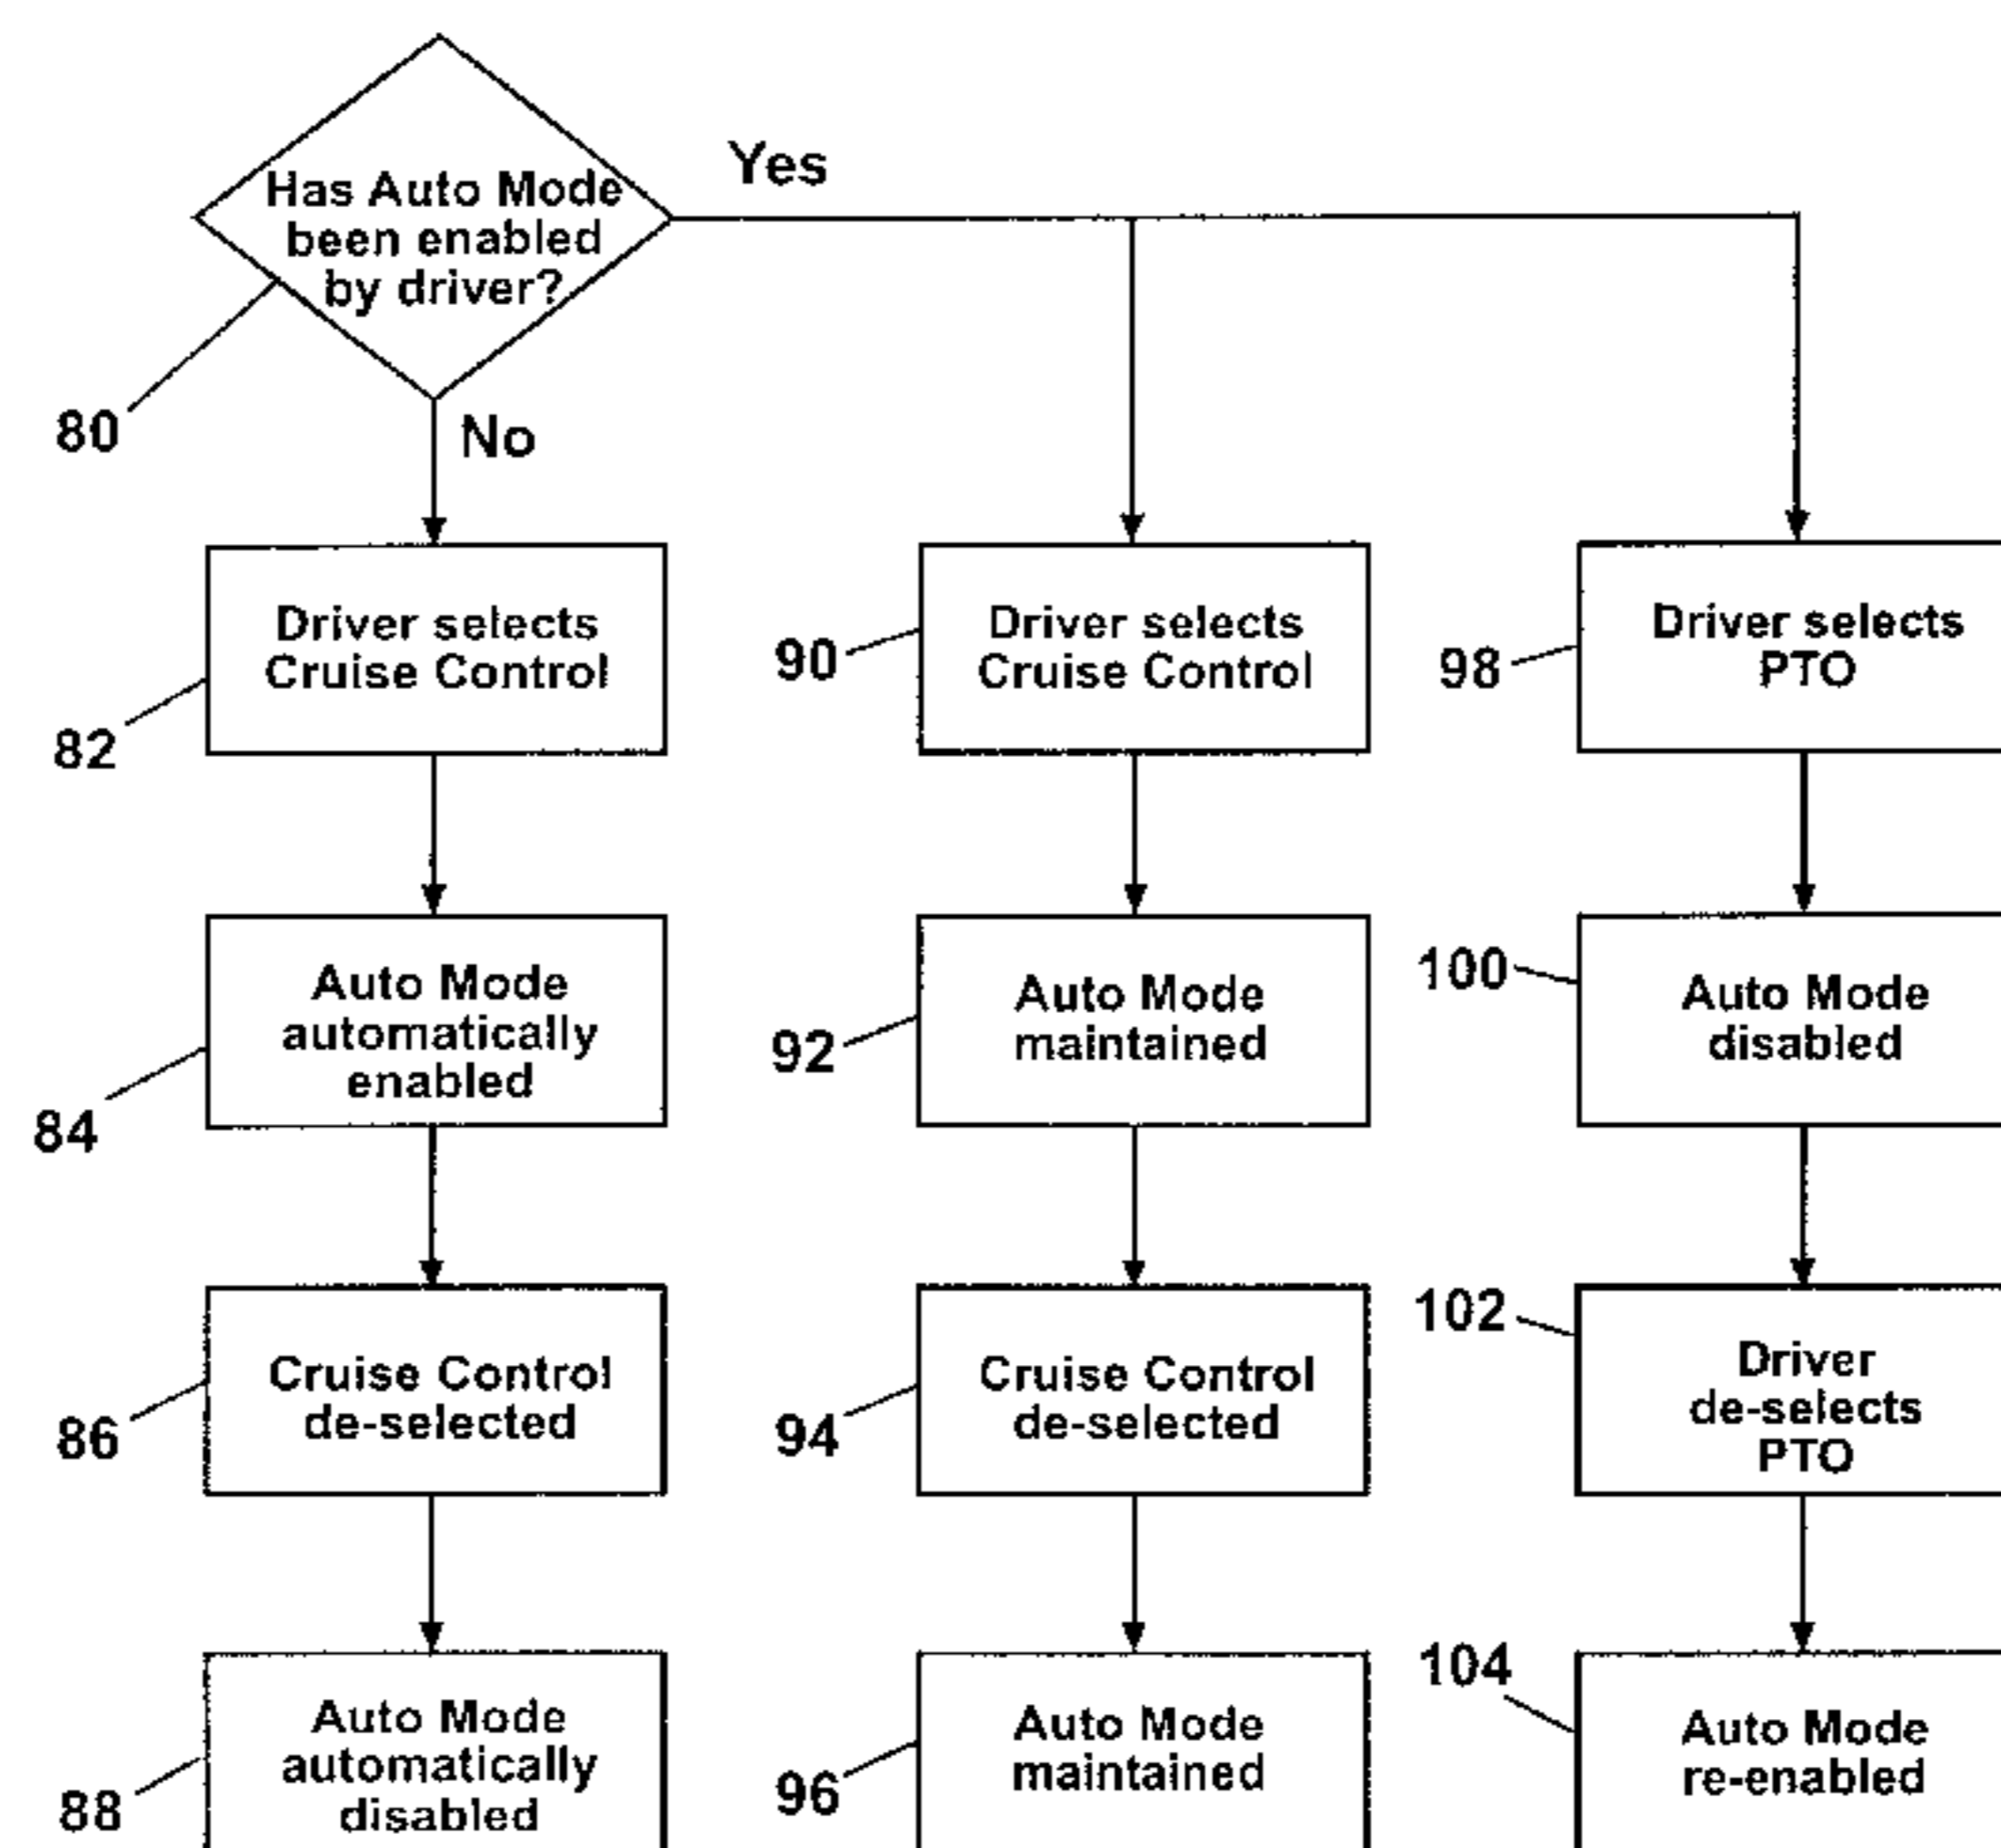 Has Auto Mode
been enabled
by driver?
Yes
80
No
Driver selects
Cruise Control
82
Auto Mode
automatically
enabled
84
Cruise Control
de-selected
86
Auto Mode
automatically
disabled
88
Driver selects
Cruise Control
90
Auto Mode
maintained
92
Cruise Control
de-selected
94
Auto Mode
maintained
96
Driver selects
PTO
98
100
Auto Mode
disabled
102
Driver
de-selects
PTO
104
Auto Mode
re-enabled